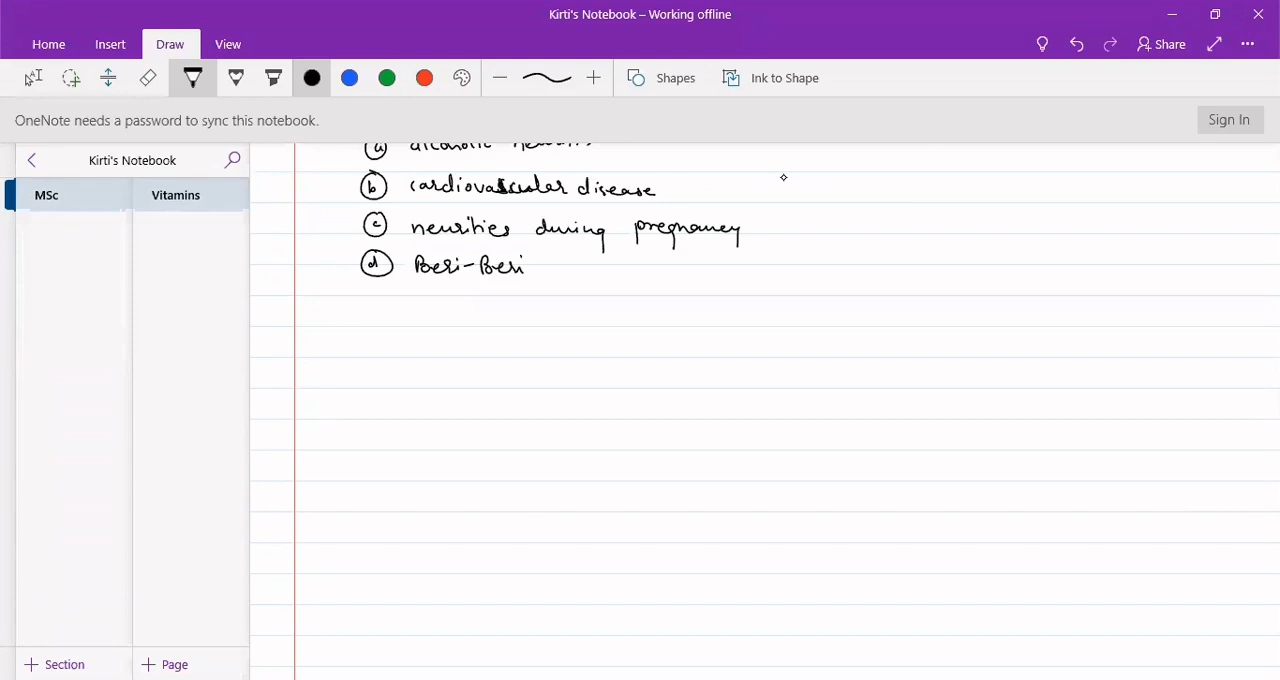 Kirti's Notebook – Working offline
Home Insert Draw View
Share
Shapes Ink to Shape
OneNote needs a password to sync this notebook.
Sign In
Kirti's Notebook
MSc Vitamins
(a) alcoholic
(b) cardiovascular disease
(c) neurities during pregnancy
(d) Beri-Beri
+ Section + Page